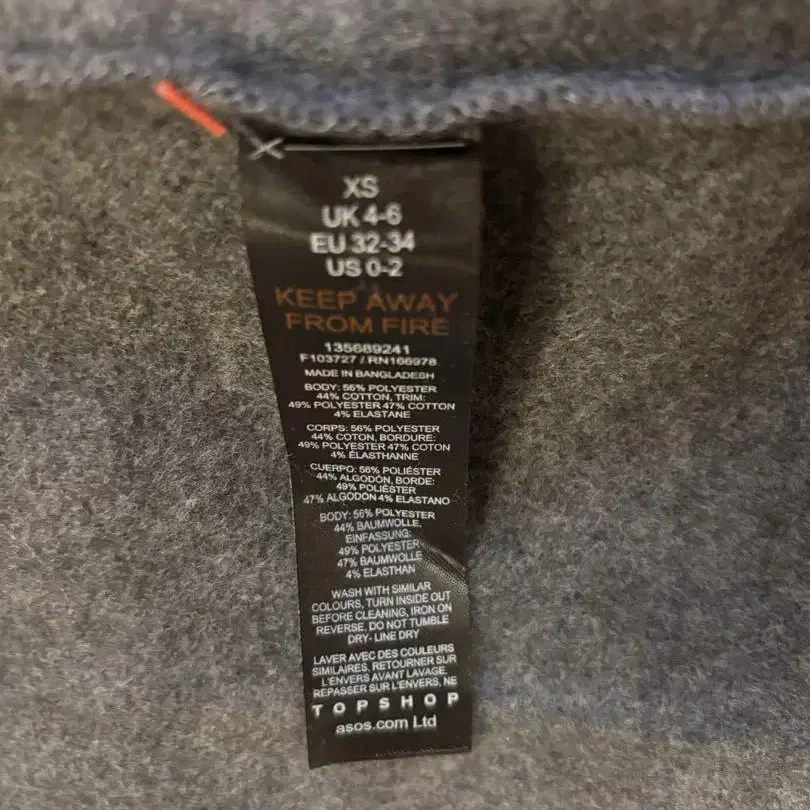 XS
UK 4-6
EU 32-34
US 0-2
KEEP AWAY
FROM FIRE
135689241
F103727 / RN166978
MADE IN BANGLADESH
BODY: 56% POLYESTER
44% COTTON, TRIM:
49% POLYESTER 47% COTTON
4% ELASTANE
CORPS: 56% POLYESTER
44% COTON, BORDURE:
49% POLYESTER 47% COTON
4% ÉLASTHANNE
CUERPO: 56% POLIÉSTER
44% ALGODÓN, BORDE:
49% POLIÉSTER
47% ALGODÓN 4% ELASTANO
BODY: 56% POLYESTER
44% BAUMWOLLE,
EINFASSUNG:
49% POLYESTER
47% BAUMWOLLE
4% ELASTHAN
WASH WITH SIMILAR
COLOURS, TURN INSIDE OUT
BEFORE CLEANING, IRON ON
REVERSE, DO NOT TUMBLE
DRY- LINE DRY
LAVER AVEC DES COULEURS
SIMILAIRES, RETOURNER SUR
L'ENVERS AVANT LAVAGE,
REPASSER SUR L'ENVERS, NE
TOPSHOP
asos.com Ltd